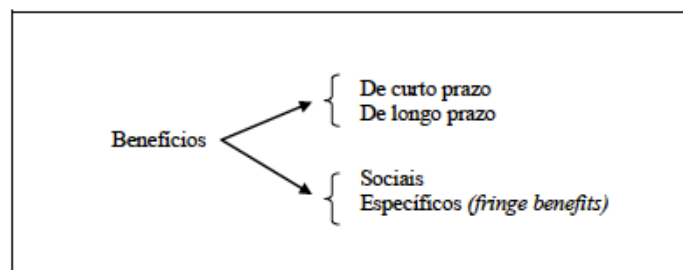 De curto prazo
De longo prazo
Benefícios
Sociais
Específicos (fringe benefits)